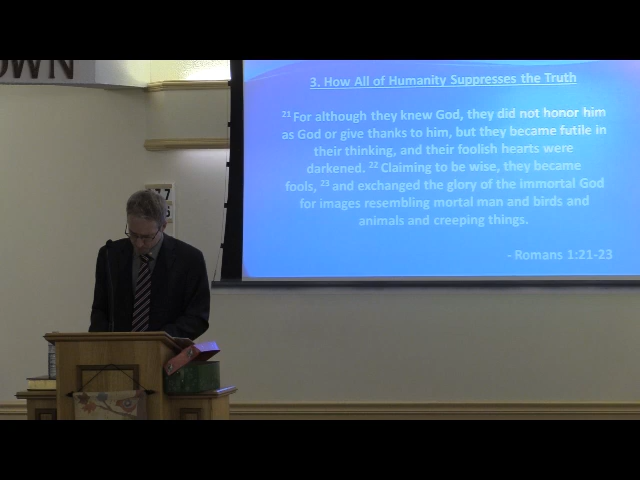 OWN
3. How All of Humanity Suppresses the Truth
21 For although they knew God, they did not honor him
as God or give thanks to him, but they became futile in
their thinking, and their foolish hearts were
darkened. 22 Claiming to be wise, they became
fools, 23 and exchanged the glory of the immortal God
for images resembling mortal man and birds and
animals and creeping things.
- Romans 1:21-23